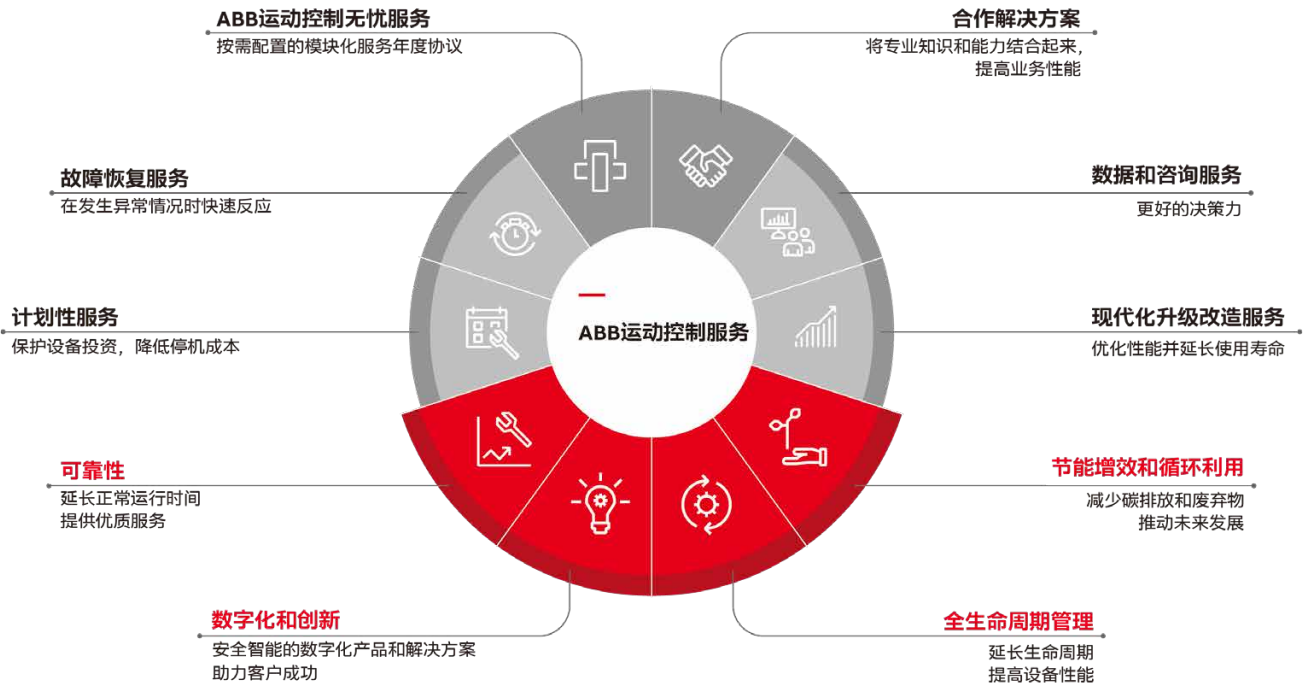 ABB运动控制无忧服务
按需配置的模块化服务年度协议
合作解决方案
将专业知识和能力结合起来，
提高业务性能
故障恢复服务
在发生异常情况时快速反应
数据和咨询服务
更好的决策力
计划性服务
保护设备投资，降低停机成本
ABB运动控制服务
现代化升级改造服务
优化性能并延长使用寿命
可靠性
延长正常运行时间
提供优质服务
节能增效和循环利用
减少碳排放和废弃物
推动未来发展
数字化和创新
安全智能的数字化产品和解决方案
助力客户成功
全生命周期管理
延长生命周期
提高设备性能